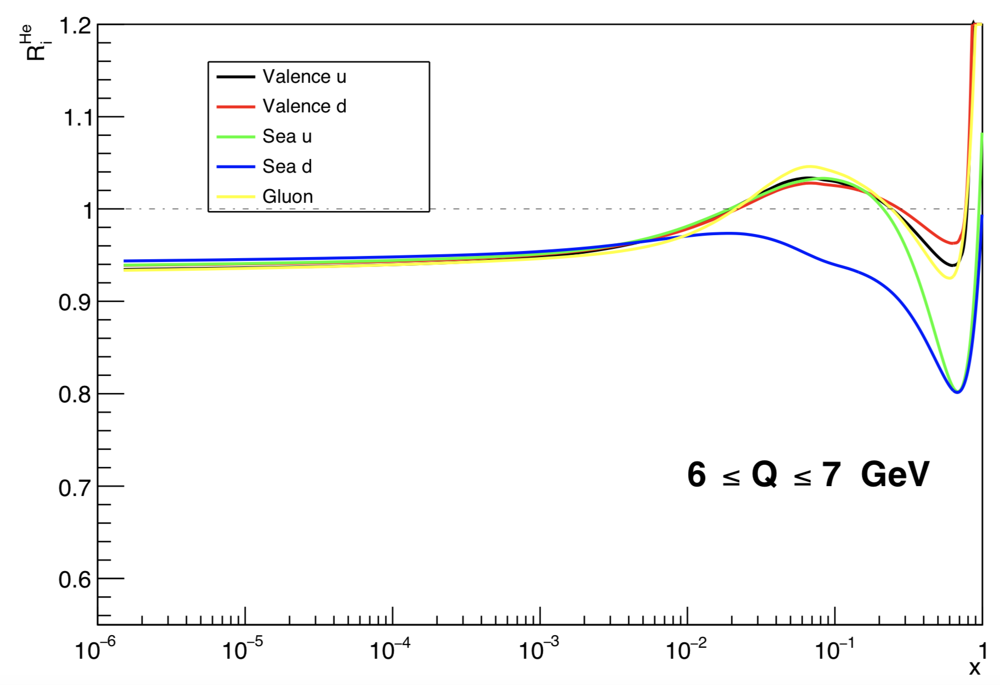 R_i^He
1.2
1.1
1
0.9
0.8
0.7
0.6
Valence u
Valence d
Sea u
Sea d
Gluon
6 ≤ Q ≤ 7 GeV
10^−6 10^−5 10^−4 10^−3 10^−2 10^−1 1
x